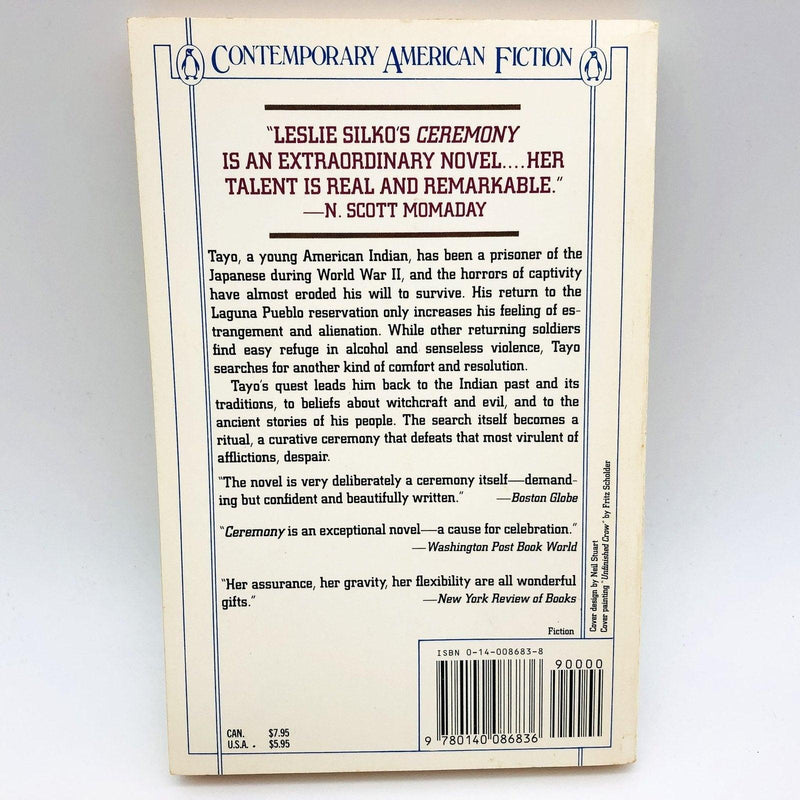 CONTEMPORARY AMERICAN FICTION
"LESLIE SILKO'S CEREMONY
IS AN EXTRAORDINARY NOVEL....HER
TALENT IS REAL AND REMARKABLE."
—N. SCOTT MOMADAY
Tayo, a young American Indian, has been a prisoner of the
Japanese during World War II, and the horrors of captivity
have almost eroded his will to survive. His return to the
Laguna Pueblo reservation only increases his feeling of es-
trangement and alienation. While other returning soldiers
find easy refuge in alcohol and senseless violence, Tayo
searches for another kind of comfort and resolution.
Tayo's quest leads him back to the Indian past and its
traditions, to beliefs about witchcraft and evil, and to the
ancient stories of his people. The search itself becomes a
ritual, a curative ceremony that defeats that most virulent of
afflictions, despair.
"The novel is very deliberately a ceremony itself—demand-
ing but confident and beautifully written." —Boston Globe
"Ceremony is an exceptional novel—a cause for celebration."
—Washington Post Book World
"Her assurance, her gravity, her flexibility are all wonderful
gifts." —New York Review of Books
Cover design by Neil Stuart
Cover painting "Unfinished Crow" by Fritz Scholder
Fiction
ISBN 0-14-008683-8
90000
9 780140 086836
CAN. $7.95
U.S.A. $5.95